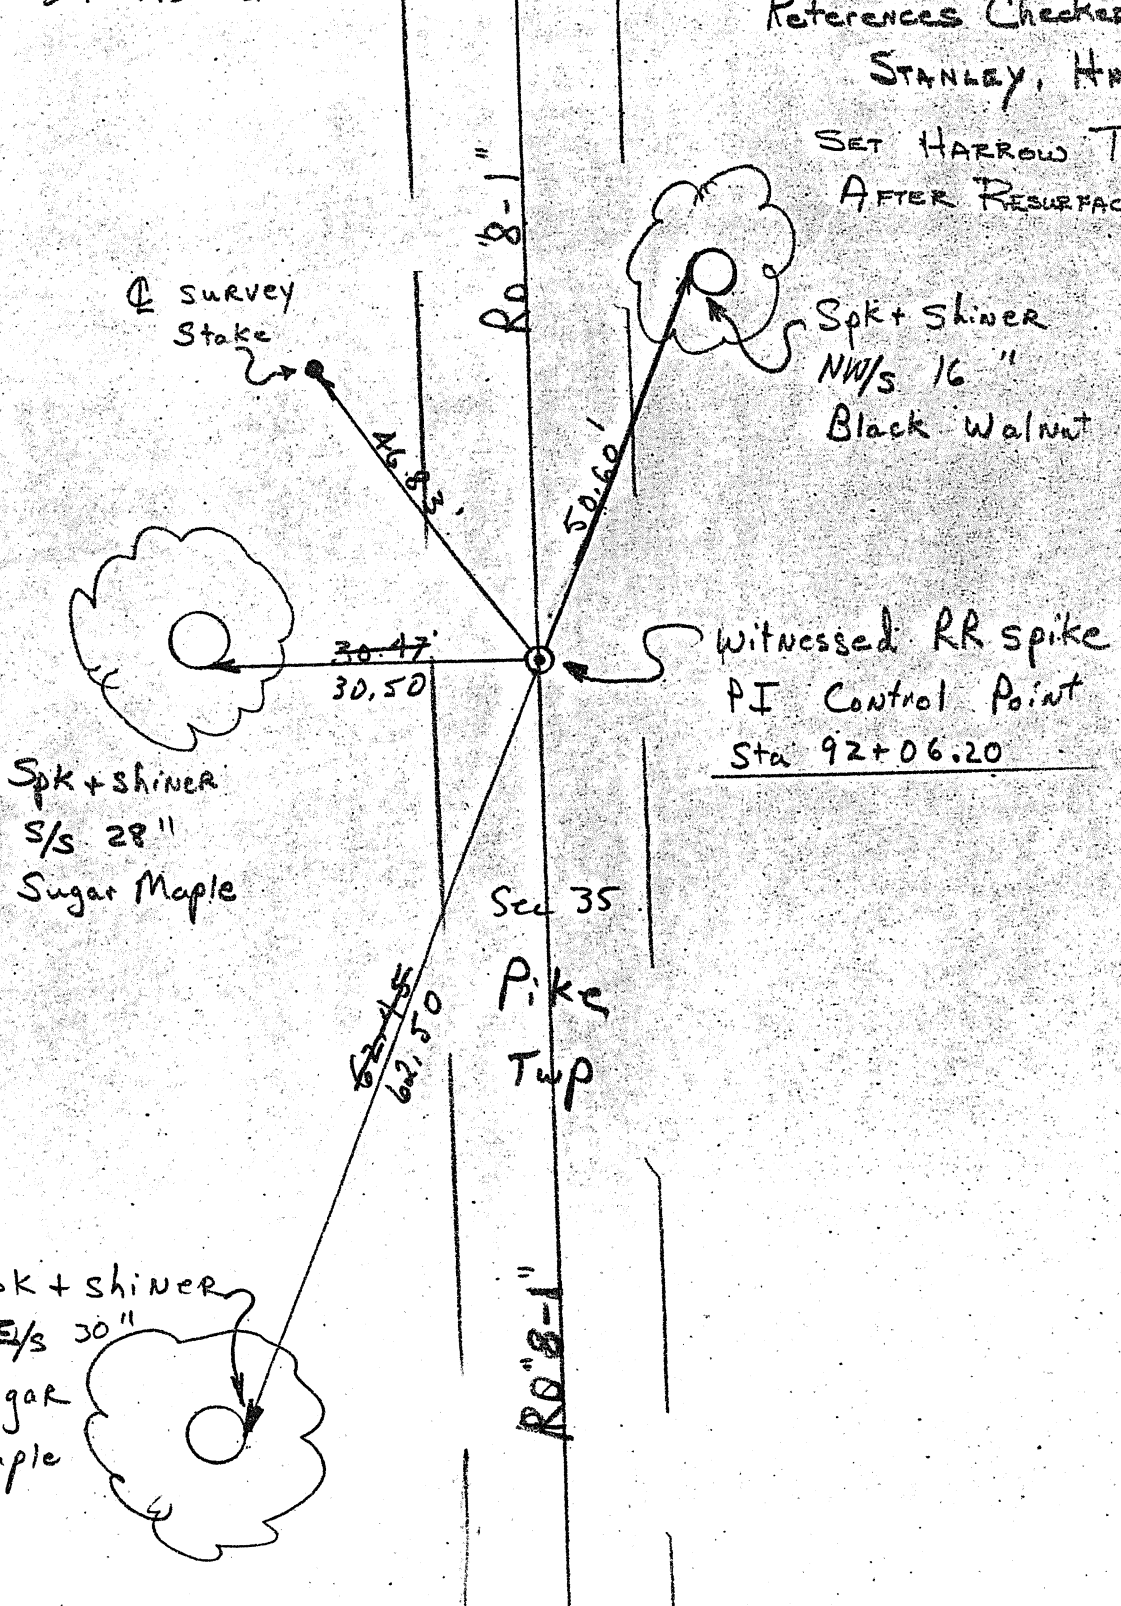 References Checked
STANLEY, H
SET HARROW T
AFTER RESURFAC
RD "8-1"
℄ SURVEY
Stake
Spk + Shiner
NW/s 16"
Black Walnut
46.83'
50.60'
30.47'
30.50
Witnessed RR spike
PI Control Point
Sta 92+06.20
Spk + shiner
S/s 28"
Sugar Maple
Sec 35
Pike
Twp
62.45
62.50
pk + shiner
E/s 30"
gar
ple
RD "8-1"